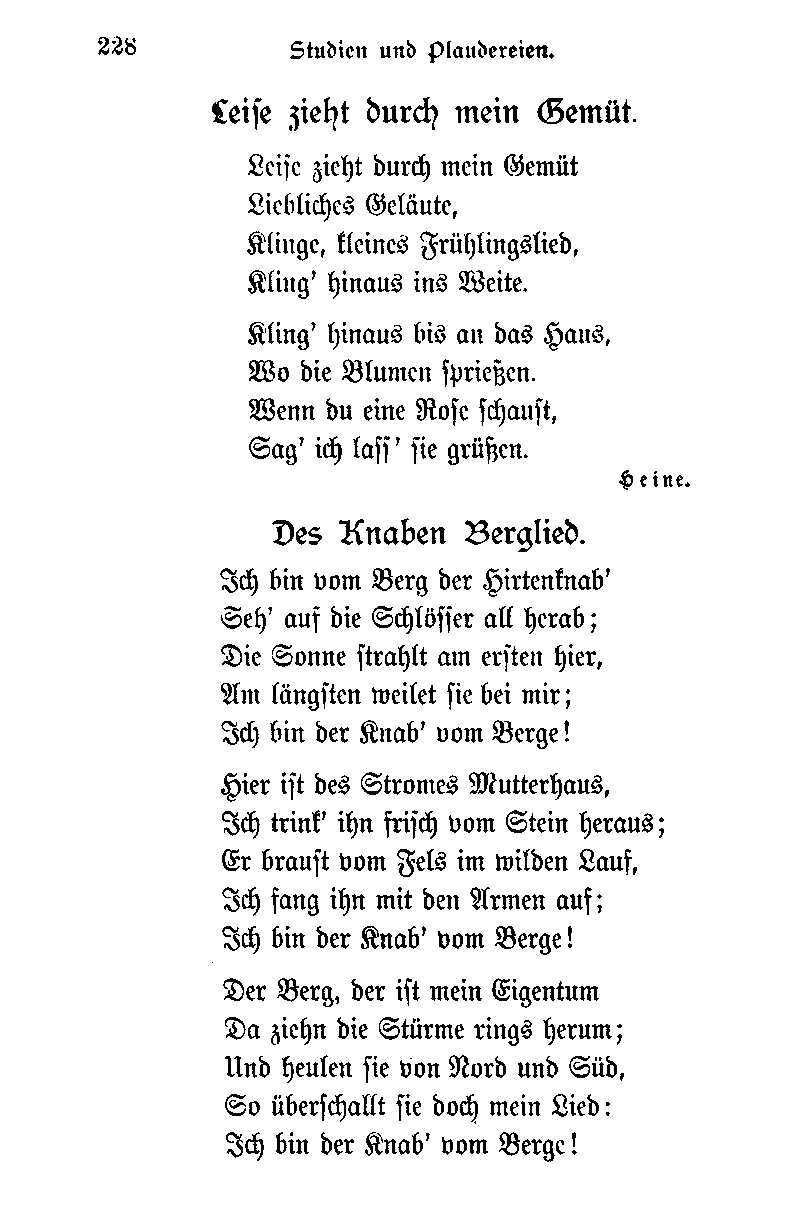 228
Studien und Plaudereien.
Leise zieht durch mein Gemüt.
Leise zieht durch mein Gemüt
Liebliches Geläute,
Klinge, kleines Frühlingslied,
Kling' hinaus ins Weite.
Kling' hinaus bis an das Haus,
Wo die Blumen sprießen.
Wenn du eine Rose schaust,
Sag' ich lass' sie grüßen.
Heine.
Des Knaben Berglied.
Ich bin vom Berg der Hirtenknab'
Seh' auf die Schlösser all herab;
Die Sonne strahlt am ersten hier,
Am längsten weilet sie bei mir;
Ich bin der Knab' vom Berge!
Hier ist des Stromes Mutterhaus,
Ich trink' ihn frisch vom Stein heraus;
Er braust vom Fels im wilden Lauf,
Ich fang ihn mit den Armen auf;
Ich bin der Knab' vom Berge!
Der Berg, der ist mein Eigentum
Da ziehn die Stürme rings herum;
Und heulen sie von Nord und Süd,
So überschallt sie doch mein Lied:
Ich bin der Knab' vom Berge!